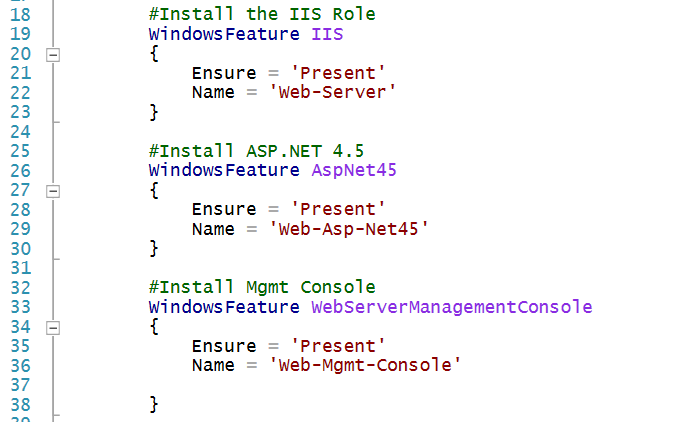 18 #Install the IIS Role
19 WindowsFeature IIS
20 {
21 Ensure = 'Present'
22 Name = 'Web-Server'
23 }
24
25 #Install ASP.NET 4.5
26 WindowsFeature AspNet45
27 {
28 Ensure = 'Present'
29 Name = 'Web-Asp-Net45'
30 }
31
32 #Install Mgmt Console
33 WindowsFeature WebServerManagementConsole
34 {
35 Ensure = 'Present'
36 Name = 'Web-Mgmt-Console'
37
38 }